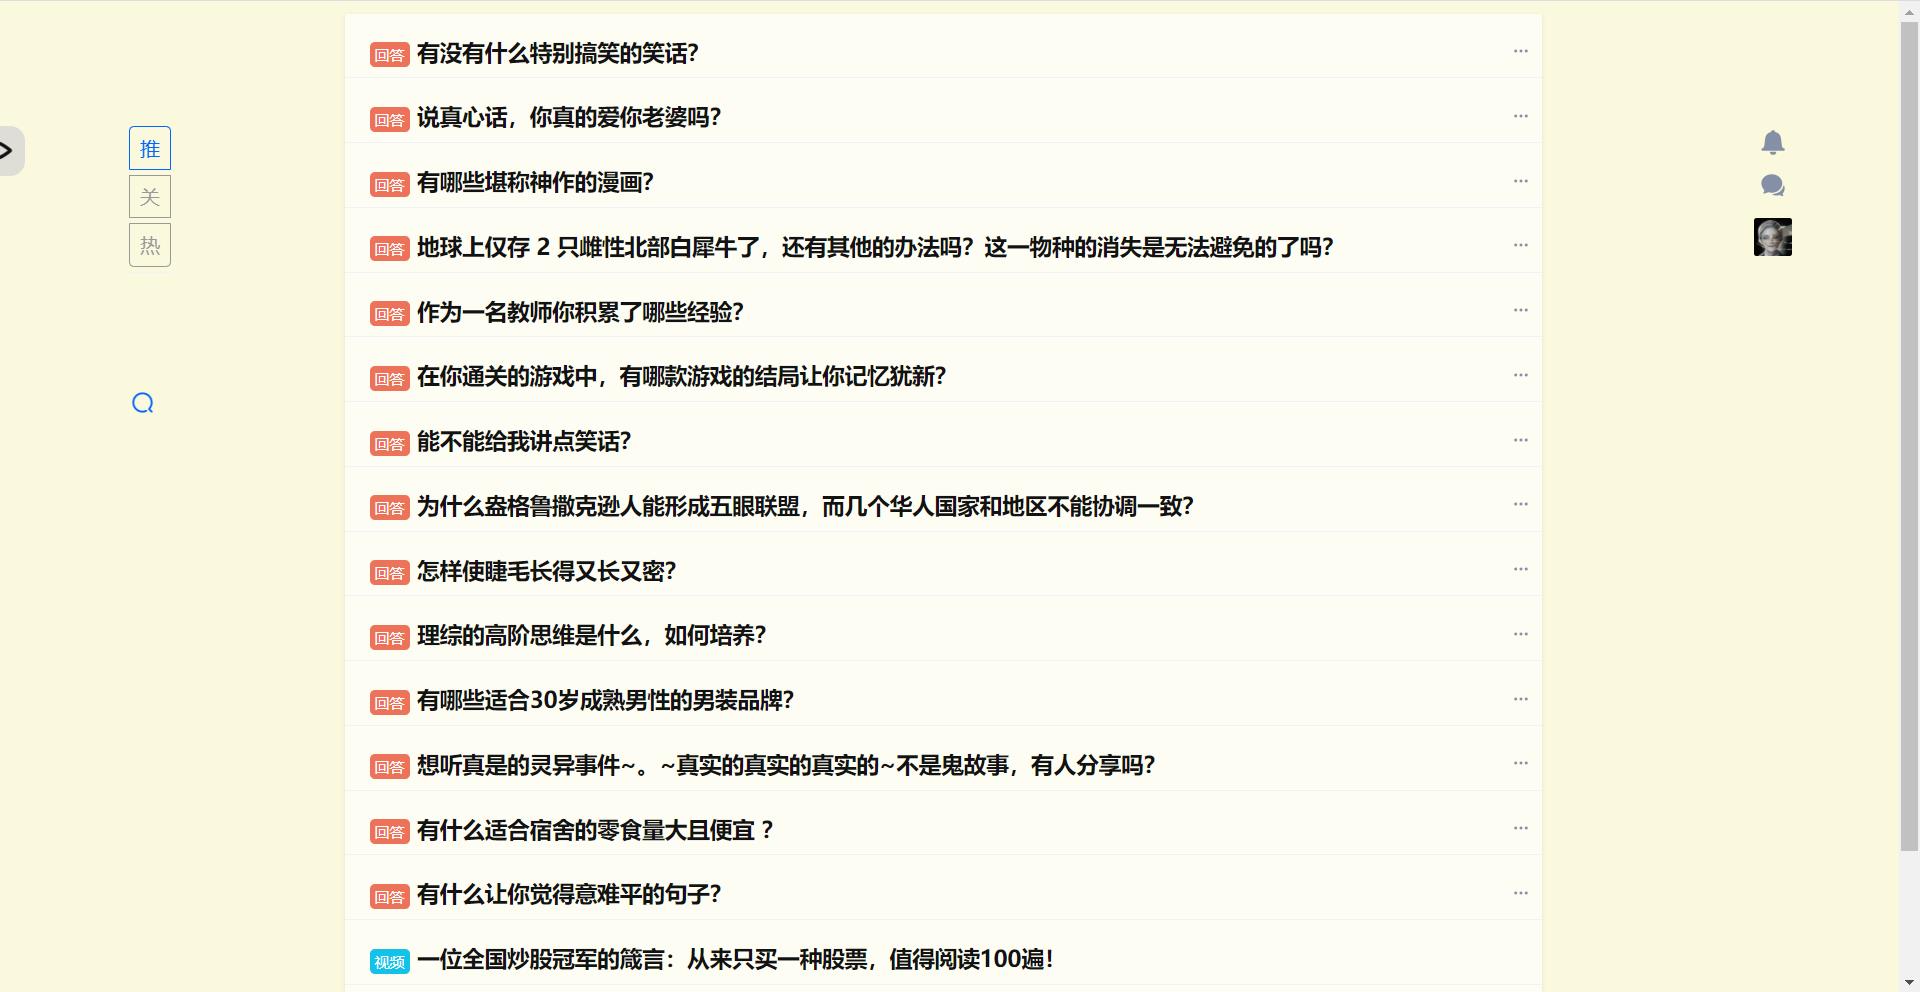 回答 有没有什么特别搞笑的笑话？
回答 说真心话，你真的爱你老婆吗？
推
关
回答 有哪些堪称神作的漫画？
热
回答 地球上仅存 2 只雌性北部白犀牛了，还有其他的办法吗？这一物种的消失是无法避免的了吗？
回答 作为一名教师你积累了哪些经验？
回答 在你通关的游戏中，有哪款游戏的结局让你记忆犹新？
回答 能不能给我讲点笑话？
回答 为什么盎格鲁撒克逊人能形成五眼联盟，而几个华人国家和地区不能协调一致？
回答 怎样使睫毛长得又长又密？
回答 理综的高阶思维是什么，如何培养？
回答 有哪些适合30岁成熟男性的男装品牌？
回答 想听真是的灵异事件~。~真实的真实的真实的~不是鬼故事，有人分享吗？
回答 有什么适合宿舍的零食量大且便宜 ？
回答 有什么让你觉得意难平的句子？
视频 一位全国炒股冠军的箴言：从来只买一种股票，值得阅读100遍！